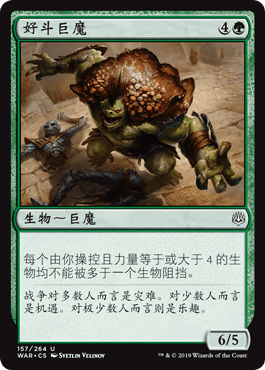 好斗巨魔
4
生物～巨魔
每个由你操控且力量等于或大于 4 的生
物均不能被多于一个生物阻挡。
战争对多数人而言是灾难。对少数人而言
是机遇。对极少数人而言则是乐趣。
6/5
157/264 U
WAR • CS SVETLIN VELINOV
™ & © 2019 Wizards of the Coast